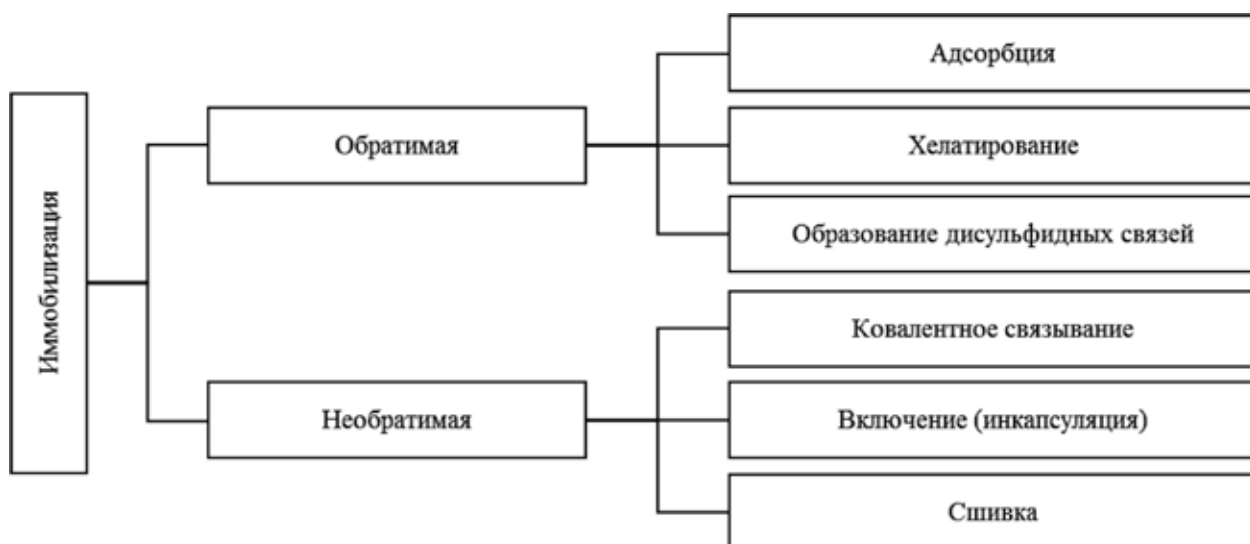 Иммобилизация
Обратимая
Адсорбция
Хелатирование
Образование дисульфидных связей
Необратимая
Ковалентное связывание
Включение (инкапсуляция)
Сшивка